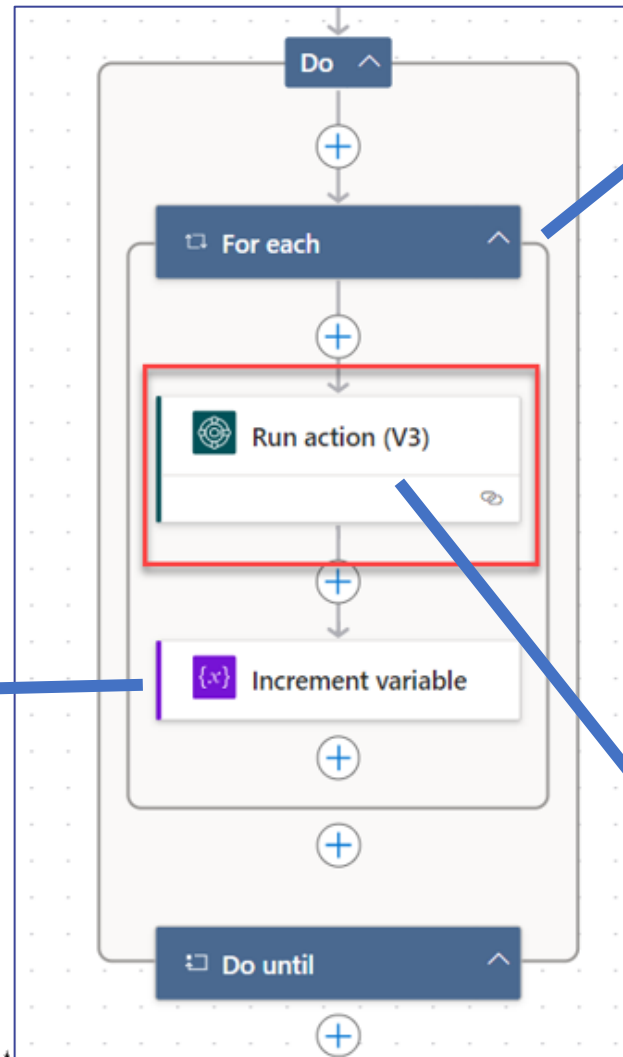 Do
For each
Run action (V3)
{x} Increment variable
Do until